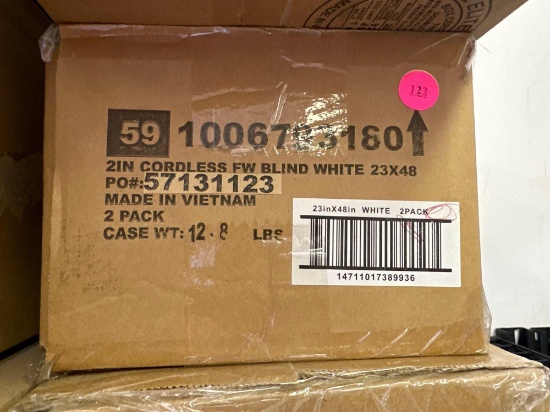 122
59 1006793180
2IN CORDLESS FW BLIND WHITE 23X48
PO#:57131123
MADE IN VIETNAM
2 PACK
CASE WT: 12.8 LBS
23inX48in WHITE 2PACK
14711017389936